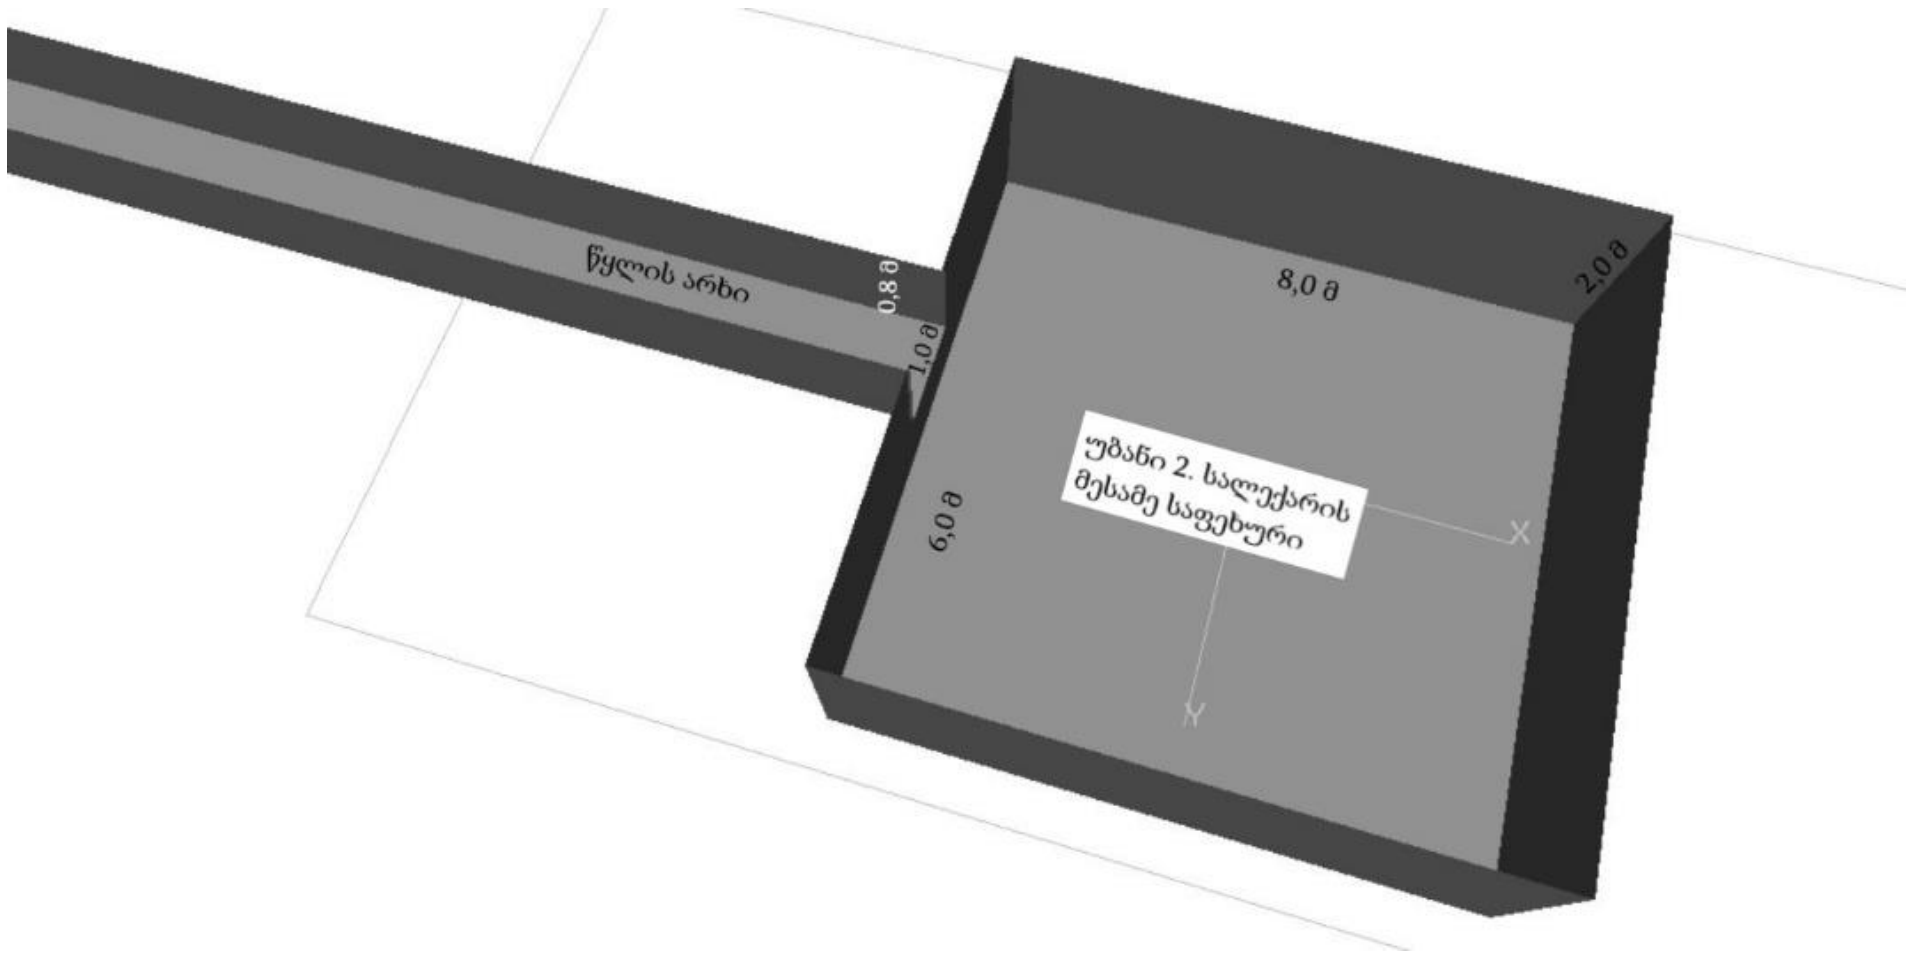 წყლის არხი
0,8 მ
1,0 მ
8,0 მ
2,0 მ
6,0 მ
უბანი 2. სალექარის
მესამე საფეხური
X
Y